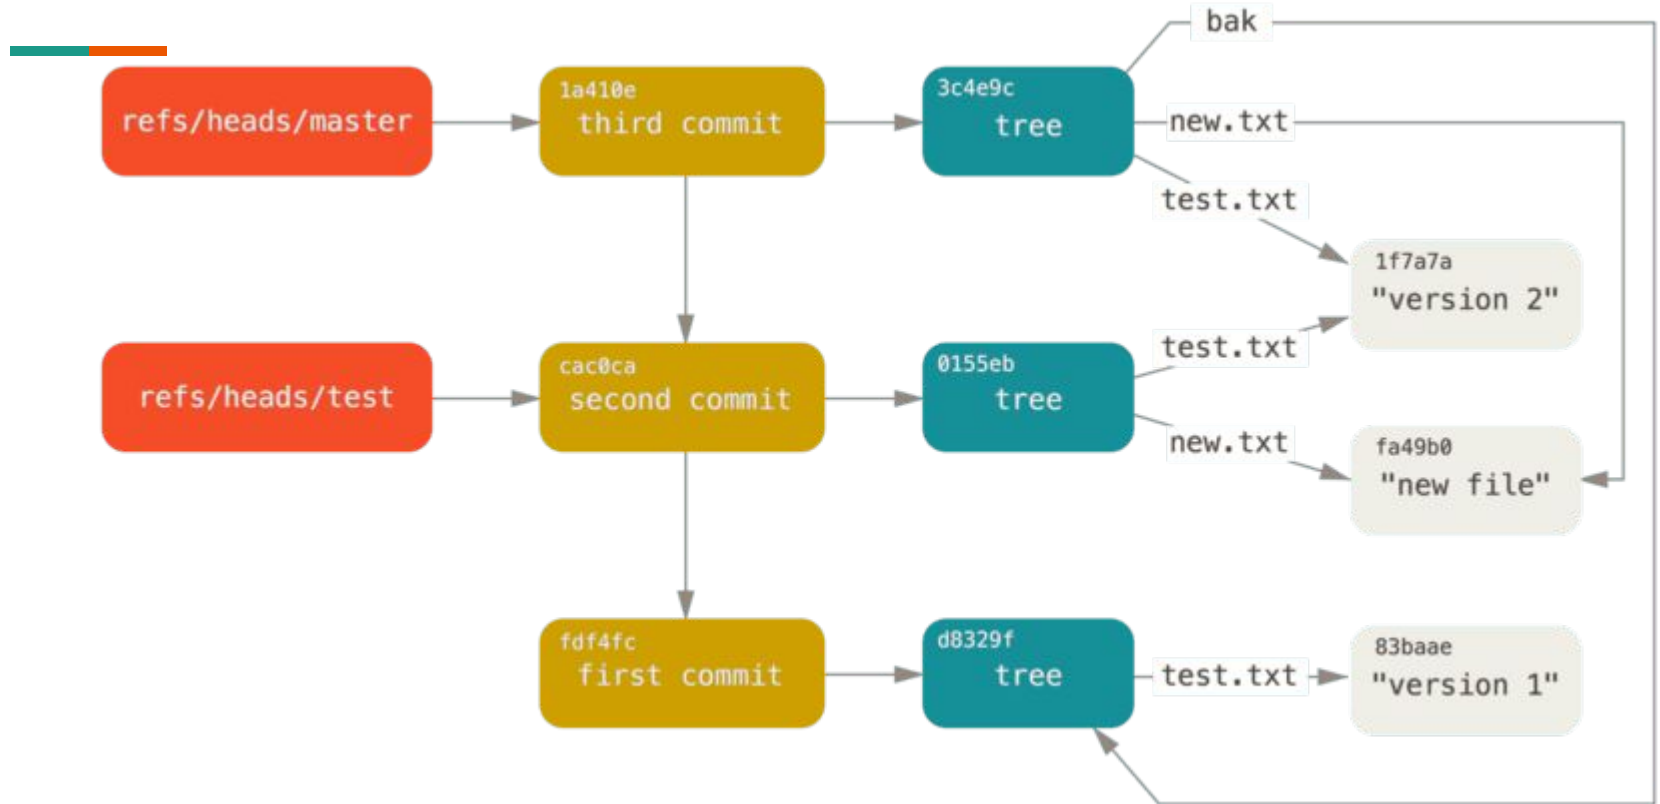 bak
refs/heads/master
1a410e
third commit
3c4e9c
tree
new.txt
test.txt
1f7a7a
"version 2"
refs/heads/test
cac0ca
second commit
0155eb
tree
test.txt
new.txt
fa49b0
"new file"
fdf4fc
first commit
d8329f
tree
test.txt
83baae
"version 1"